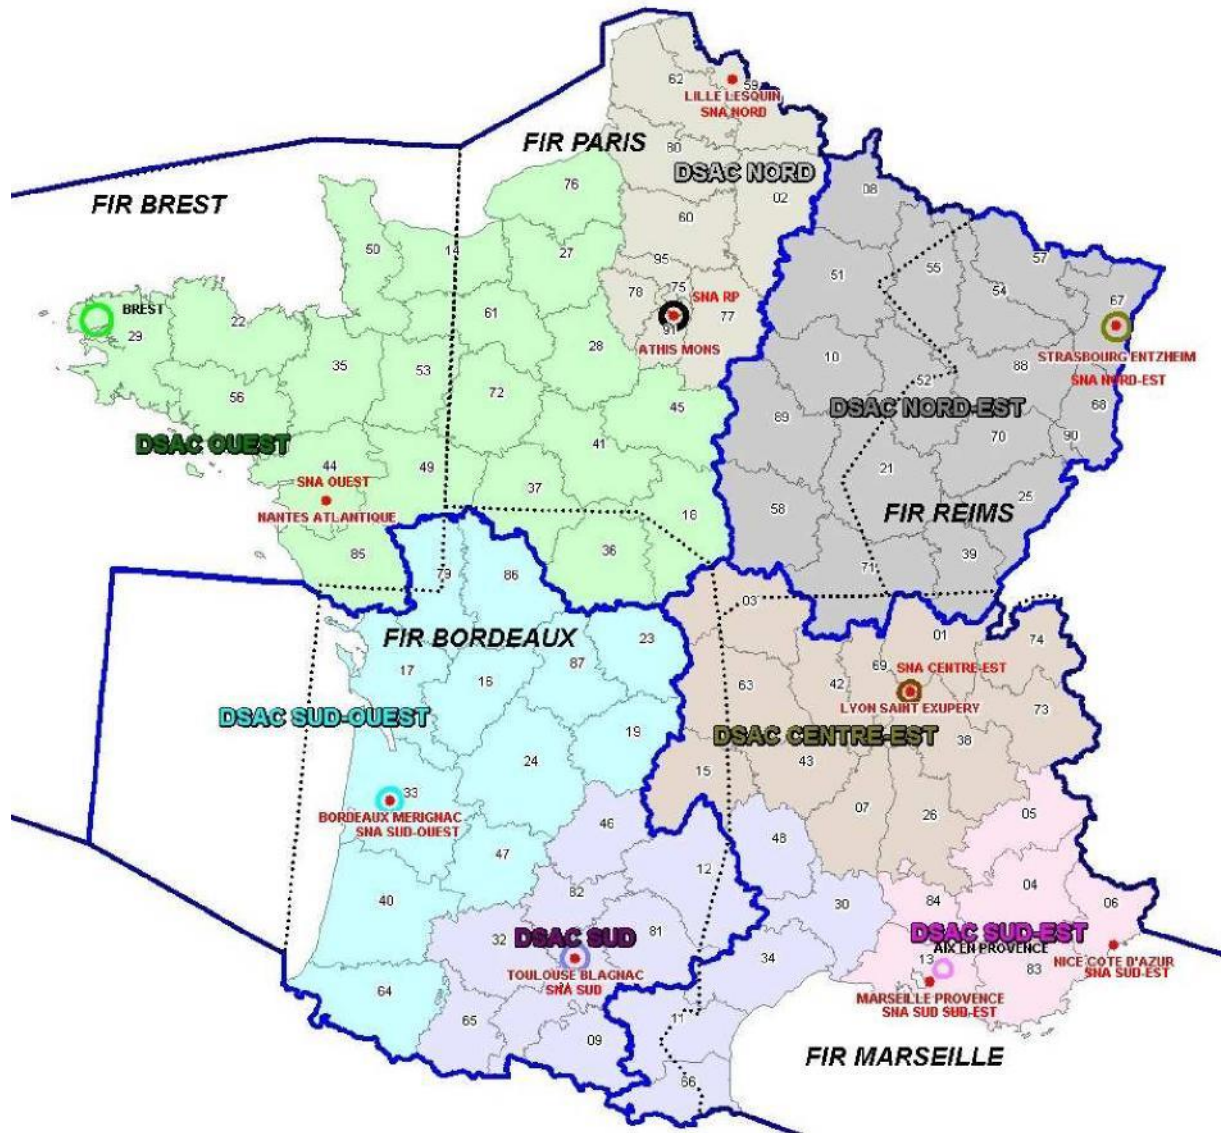 62
59
LILLE LESQUIN
SNA NORD
FIR PARIS
80
DSAC NORD
76
02
08
FIR BREST
60
50
14
27
95
51
55
57
54
78
75
SNA RP
77
67
BREST
29
22
61
91
ATHIS MONS
28
STRASBOURG ENTZHEIM
SNA NORD-EST
35
53
10
52
88
56
72
45
89
DSAC NORD-EST
68
DSAC OUEST
41
70
90
44
49
SNA OUEST
21
37
NANTES ATLANTIQUE
18
58
25
FIR REIMS
85
36
39
79
86
71
03
FIR BORDEAUX
23
01
74
17
16
87
69
SNA CENTRE-EST
63
42
LYON SAINT EXUPERY
73
DSAC SUD-OUEST
19
DSAC CENTRE-EST
38
24
43
15
33
07
26
05
BORDEAUX MERIGNAC
SNA SUD-OUEST
46
48
47
12
04
82
40
30
84
06
32
DSAC SUD
81
DSAC SUD-EST
AIX EN PROVENCE
34
13
83
NICE COTE D'AZUR
SNA SUD-EST
TOULOUSE BLAGNAC
SNA SUD
64
MARSEILLE PROVENCE
SNA SUD SUD-EST
65
11
09
FIR MARSEILLE
66